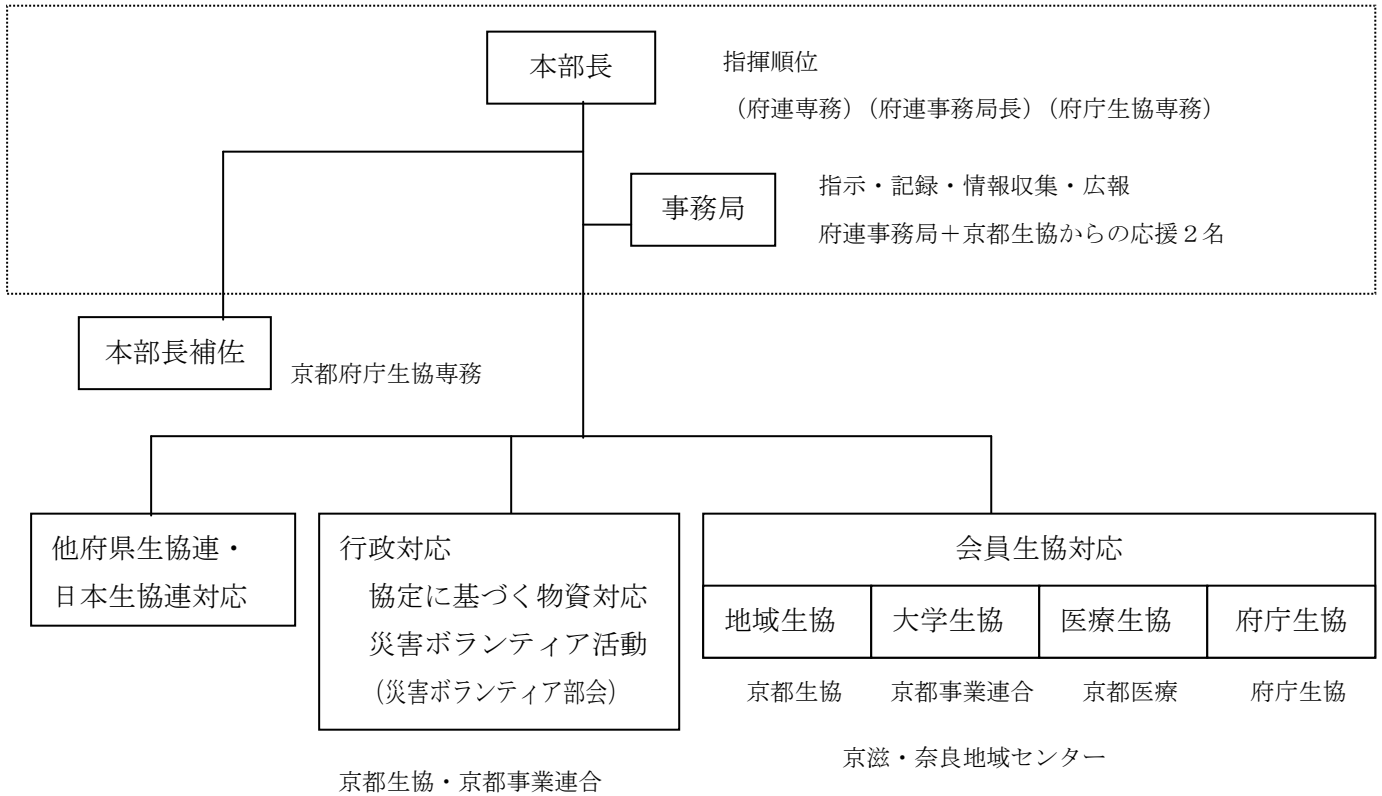 本部長
指揮順位
（府連専務）（府連事務局長）（府庁生協専務）
事務局
指示・記録・情報収集・広報
府連事務局＋京都生協からの応援２名
本部長補佐
京都府庁生協専務
他府県生協連・
日本生協連対応
行政対応
協定に基づく物資対応
災害ボランティア活動
（災害ボランティア部会）
京都生協・京都事業連合
会員生協対応
地域生協 大学生協 医療生協 府庁生協
京都生協 京都事業連合 京都医療 府庁生協
京滋・奈良地域センター